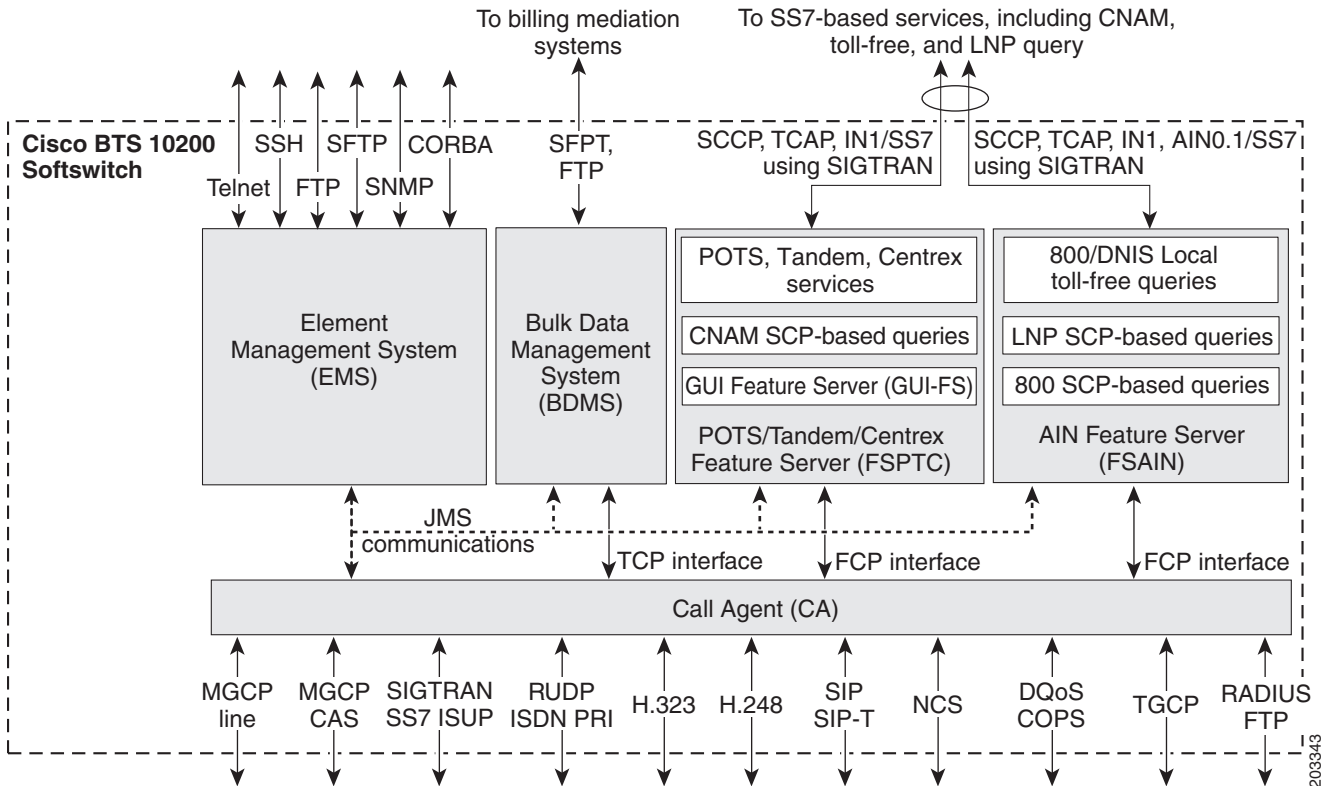 To billing mediation
systems
To SS7-based services, including CNAM,
toll-free, and LNP query
Cisco BTS 10200
Softswitch
SSH
SFTP
CORBA
Telnet
FTP
SNMP
SFPT,
FTP
SCCP, TCAP, IN1/SS7
using SIGTRAN
SCCP, TCAP, IN1, AIN0.1/SS7
using SIGTRAN
Element
Management System
(EMS)
Bulk Data
Management
System
(BDMS)
POTS, Tandem, Centrex
services
CNAM SCP-based queries
GUI Feature Server (GUI-FS)
POTS/Tandem/Centrex
Feature Server (FSPTC)
800/DNIS Local
toll-free queries
LNP SCP-based queries
800 SCP-based queries
AIN Feature Server
(FSAIN)
JMS
communications
TCP interface
FCP interface
FCP interface
Call Agent (CA)
MGCP
line
MGCP
CAS
SIGTRAN
SS7 ISUP
RUDP
ISDN PRI
H.323
H.248
SIP
SIP-T
NCS
DQoS
COPS
TGCP
RADIUS
FTP
203343